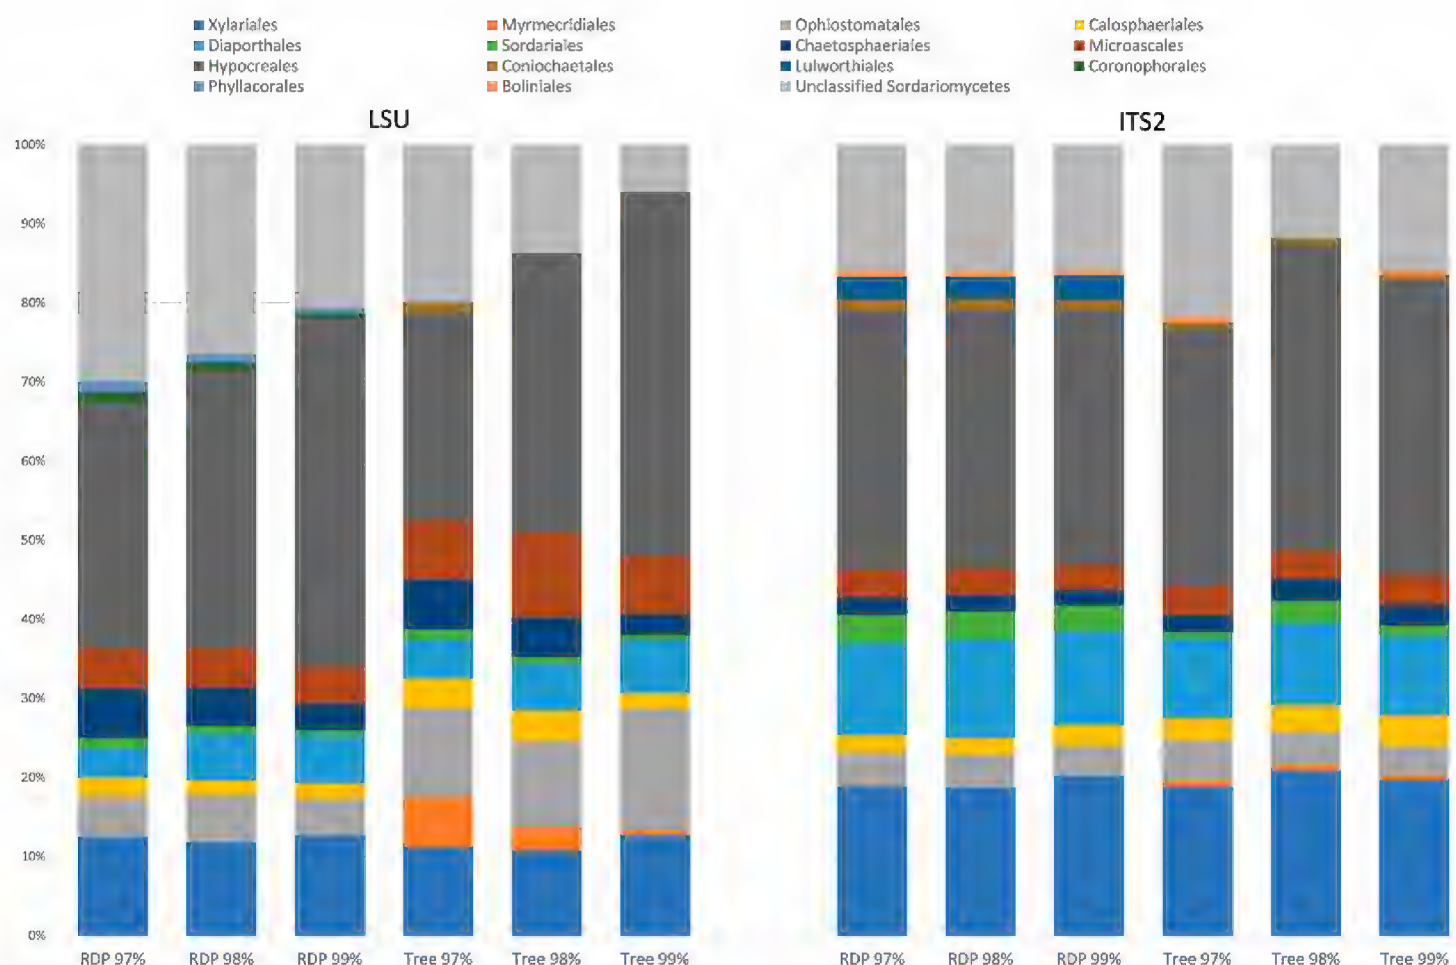 Xylariales Myrmecridiales Ophiostomatales Calosphaeriales
Diaporthales Sordariales Chaetosphaeriales Microascales
Hypocreales Coniochaetales Lulworthiales Coronophorales
Phyllacorales Boliniales Unclassified Sordariomycetes
LSU ITS2
100%
90%
80%
70%
60%
50%
40%
30%
20%
10%
0%
RDP 97% RDP 98% RDP 99% Tree 97% Tree 98% Tree 99% RDP 97% RDP 98% RDP 99% Tree 97% Tree 98% Tree 99%